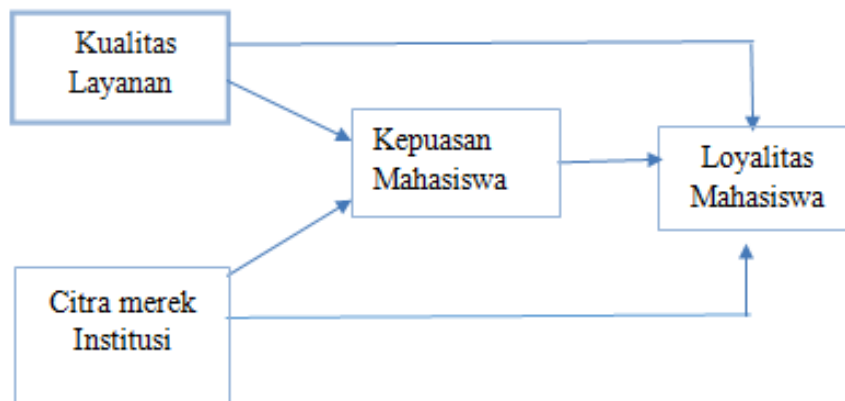 Kualitas
Layanan
Kepuasan
Mahasiswa
Loyalitas
Mahasiswa
Citra merek
Institusi